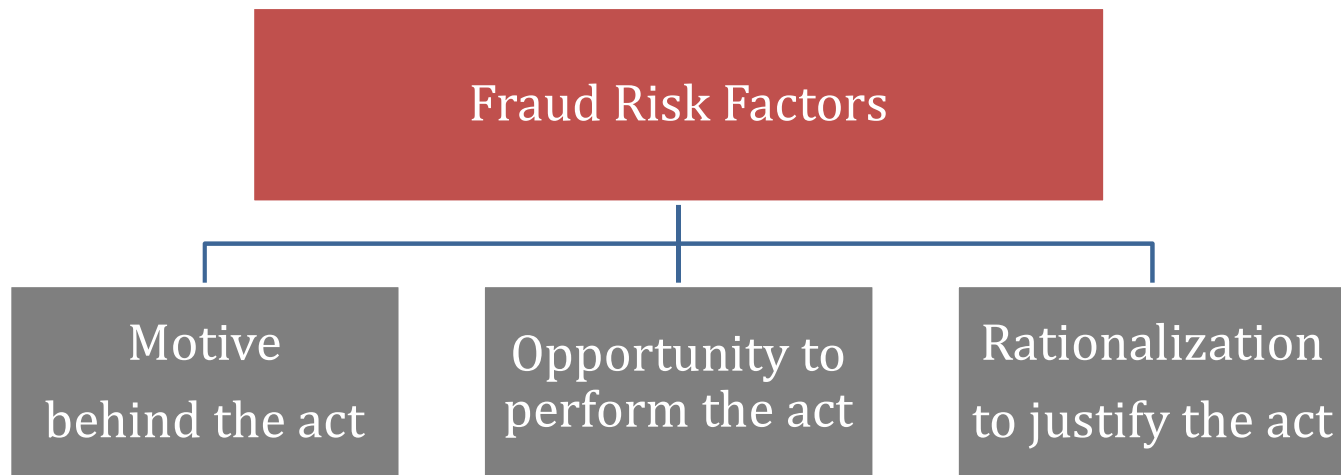 Fraud Risk Factors
Motive
behind the act
Opportunity to
perform the act
Rationalization
to justify the act